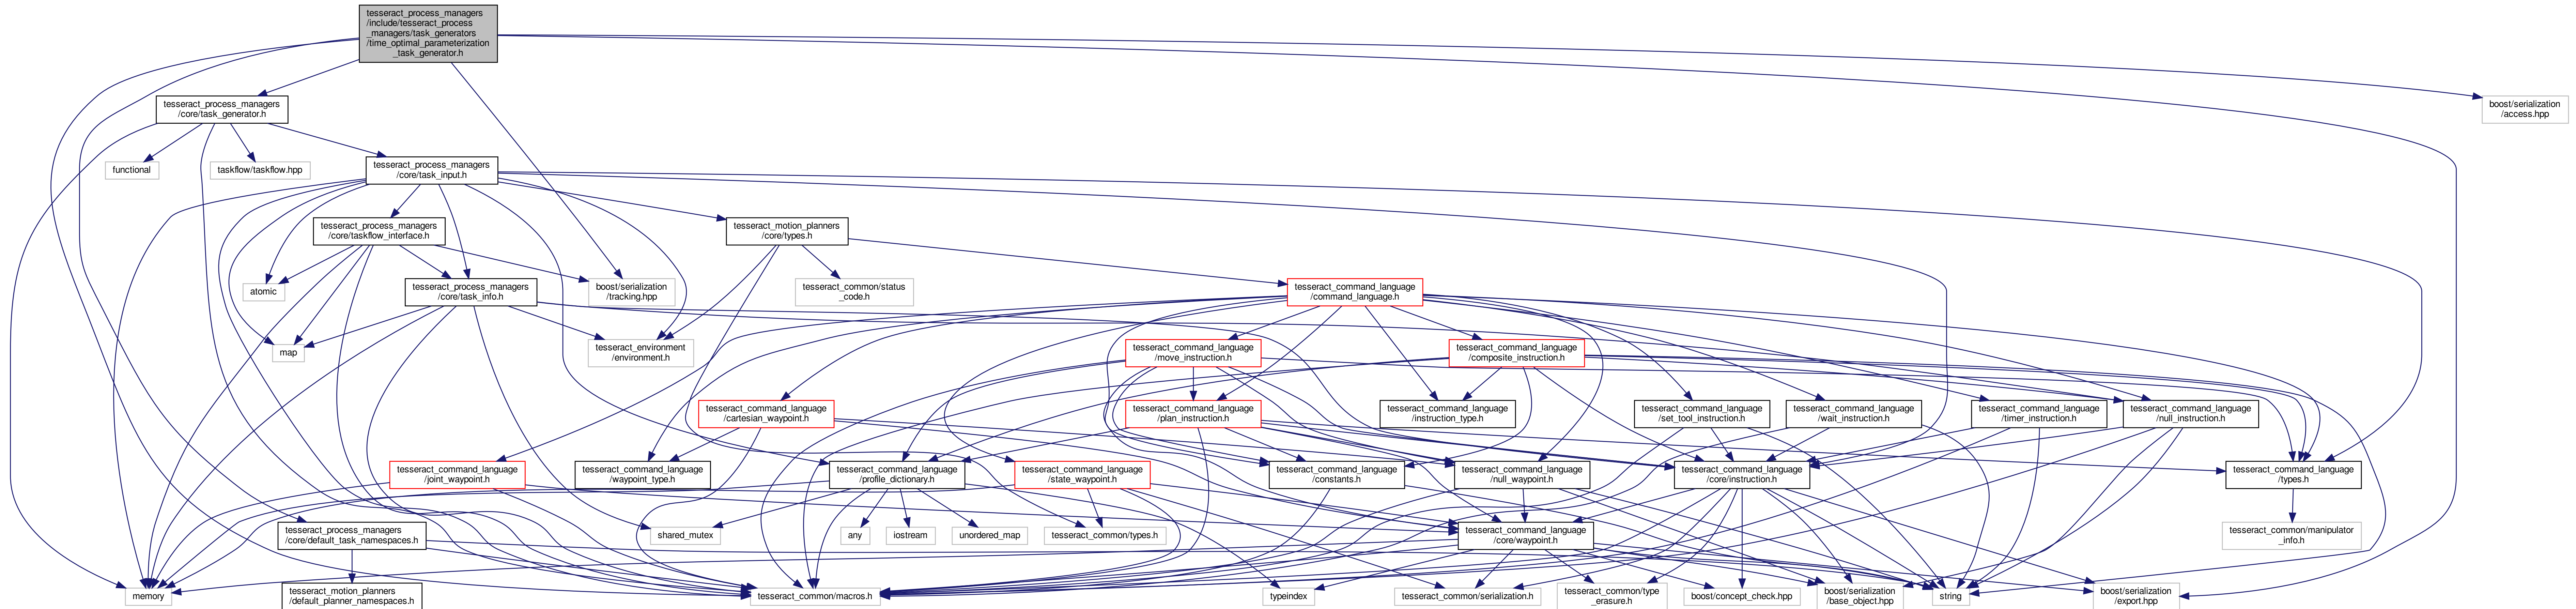 tesseract_process_managers
/include/tesseract_process
_managers/task_generators
/time_optimal_parameterization
_task_generator.h
tesseract_process_managers
/core/task_generator.h
boost/serialization
/access.hpp
functional
taskflow/taskflow.hpp
tesseract_process_managers
/core/task_input.h
tesseract_process_managers
/core/taskflow_interface.h
tesseract_motion_planners
/core/types.h
atomic
tesseract_process_managers
/core/task_info.h
boost/serialization
/tracking.hpp
tesseract_common/status
_code.h
tesseract_command_language
/command_language.h
map
tesseract_environment
/environment.h
tesseract_command_language
/move_instruction.h
tesseract_command_language
/composite_instruction.h
tesseract_command_language
/cartesian_waypoint.h
tesseract_command_language
/plan_instruction.h
tesseract_command_language
/instruction_type.h
tesseract_command_language
/set_tool_instruction.h
tesseract_command_language
/wait_instruction.h
tesseract_command_language
/timer_instruction.h
tesseract_command_language
/null_instruction.h
tesseract_command_language
/joint_waypoint.h
tesseract_command_language
/waypoint_type.h
tesseract_command_language
/profile_dictionary.h
tesseract_command_language
/state_waypoint.h
tesseract_command_language
/constants.h
tesseract_command_language
/null_waypoint.h
tesseract_command_language
/core/instruction.h
tesseract_command_language
/types.h
tesseract_process_managers
/core/default_task_namespaces.h
shared_mutex
any
iostream
unordered_map
tesseract_common/types.h
tesseract_command_language
/core/waypoint.h
tesseract_common/manipulator
_info.h
memory
tesseract_motion_planners
/default_planner_namespaces.h
tesseract_common/macros.h
typeindex
tesseract_common/serialization.h
tesseract_common/type
_erasure.h
boost/concept_check.hpp
boost/serialization
/base_object.hpp
string
boost/serialization
/export.hpp